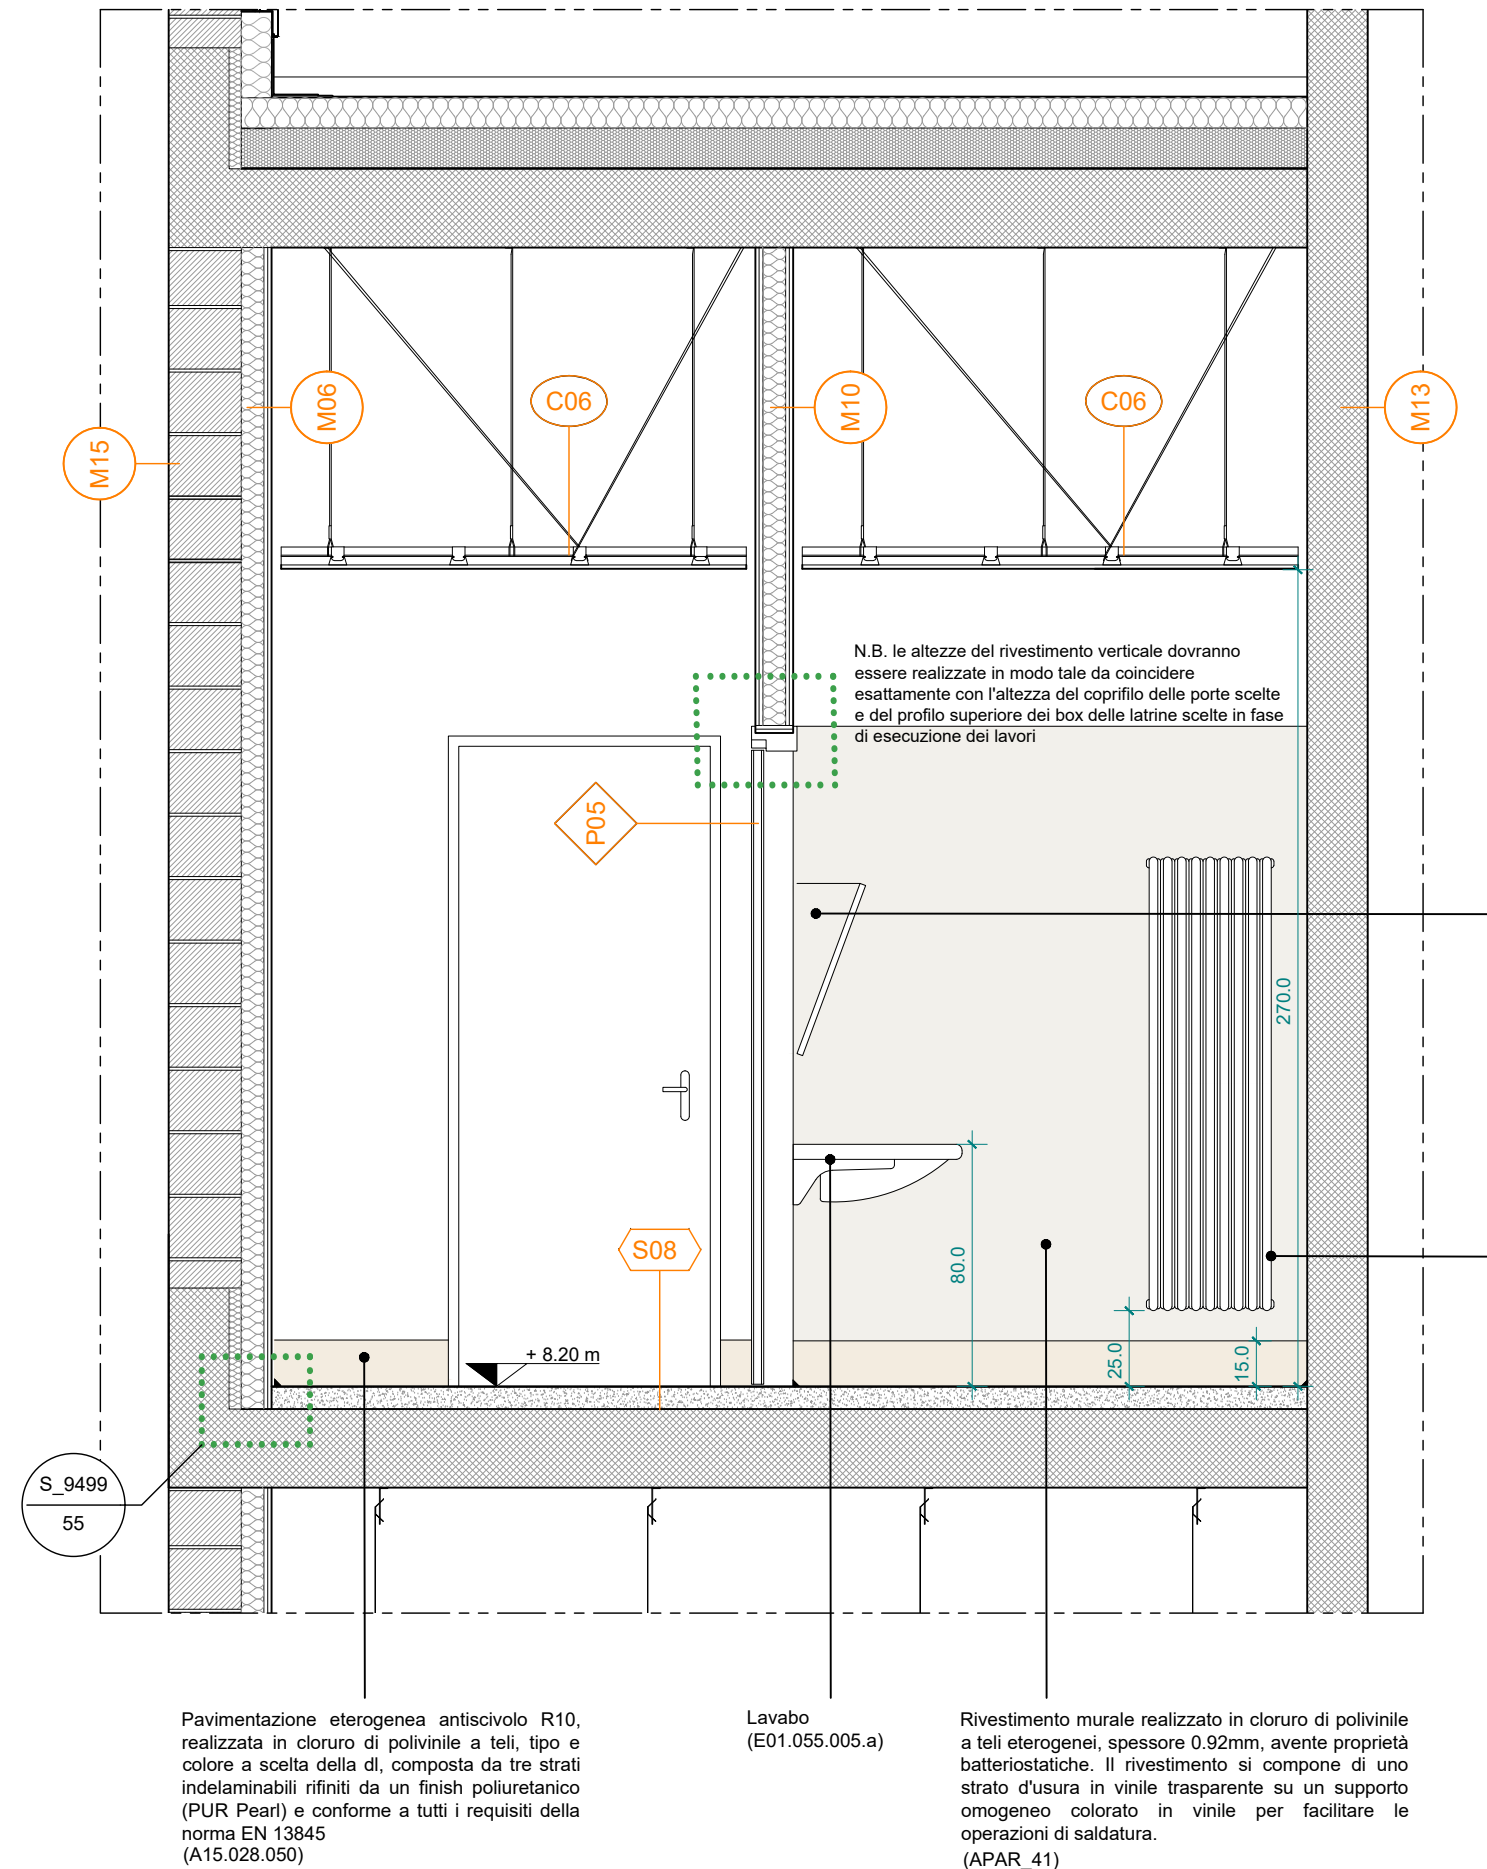 M15
M06
C06
M10
C06
M13
N.B. le altezze del rivestimento verticale dovranno
essere realizzate in modo tale da coincidere
esattamente con l'altezza del coprifilo delle porte scelte
e del profilo superiore dei box delle latrine scelte in fase
di esecuzione dei lavori
P05
270.0
S08
80.0
+ 8.20 m
25.0
15.0
S_9499
55
Pavimentazione eterogenea antiscivolo R10,
realizzata in cloruro di polivinile a teli, tipo e
colore a scelta della dl, composta da tre strati
indelaminabili rifiniti da un finish poliuretanico
(PUR Pearl) e conforme a tutti i requisiti della
norma EN 13845
(A15.028.050)
Lavabo
(E01.055.005.a)
Rivestimento murale realizzato in cloruro di polivinile
a teli eterogenei, spessore 0.92mm, avente proprietà
batteriostatiche. Il rivestimento si compone di uno
strato d'usura in vinile trasparente su un supporto
omogeneo colorato in vinile per facilitare le
operazioni di saldatura.
(APAR_41)